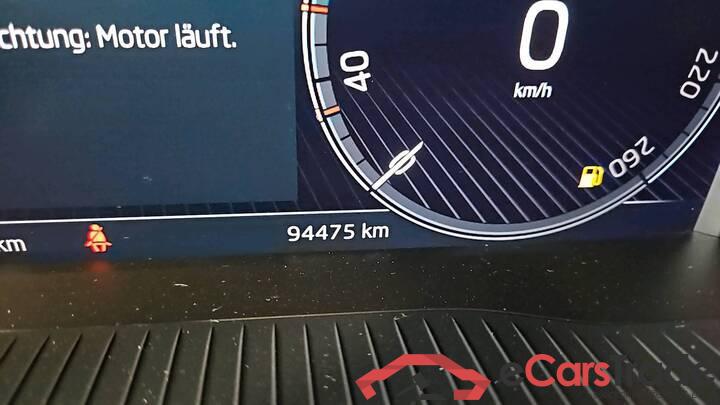 chtung: Motor läuft.
0
km/h
40
220
260
km
94475 km
eCars